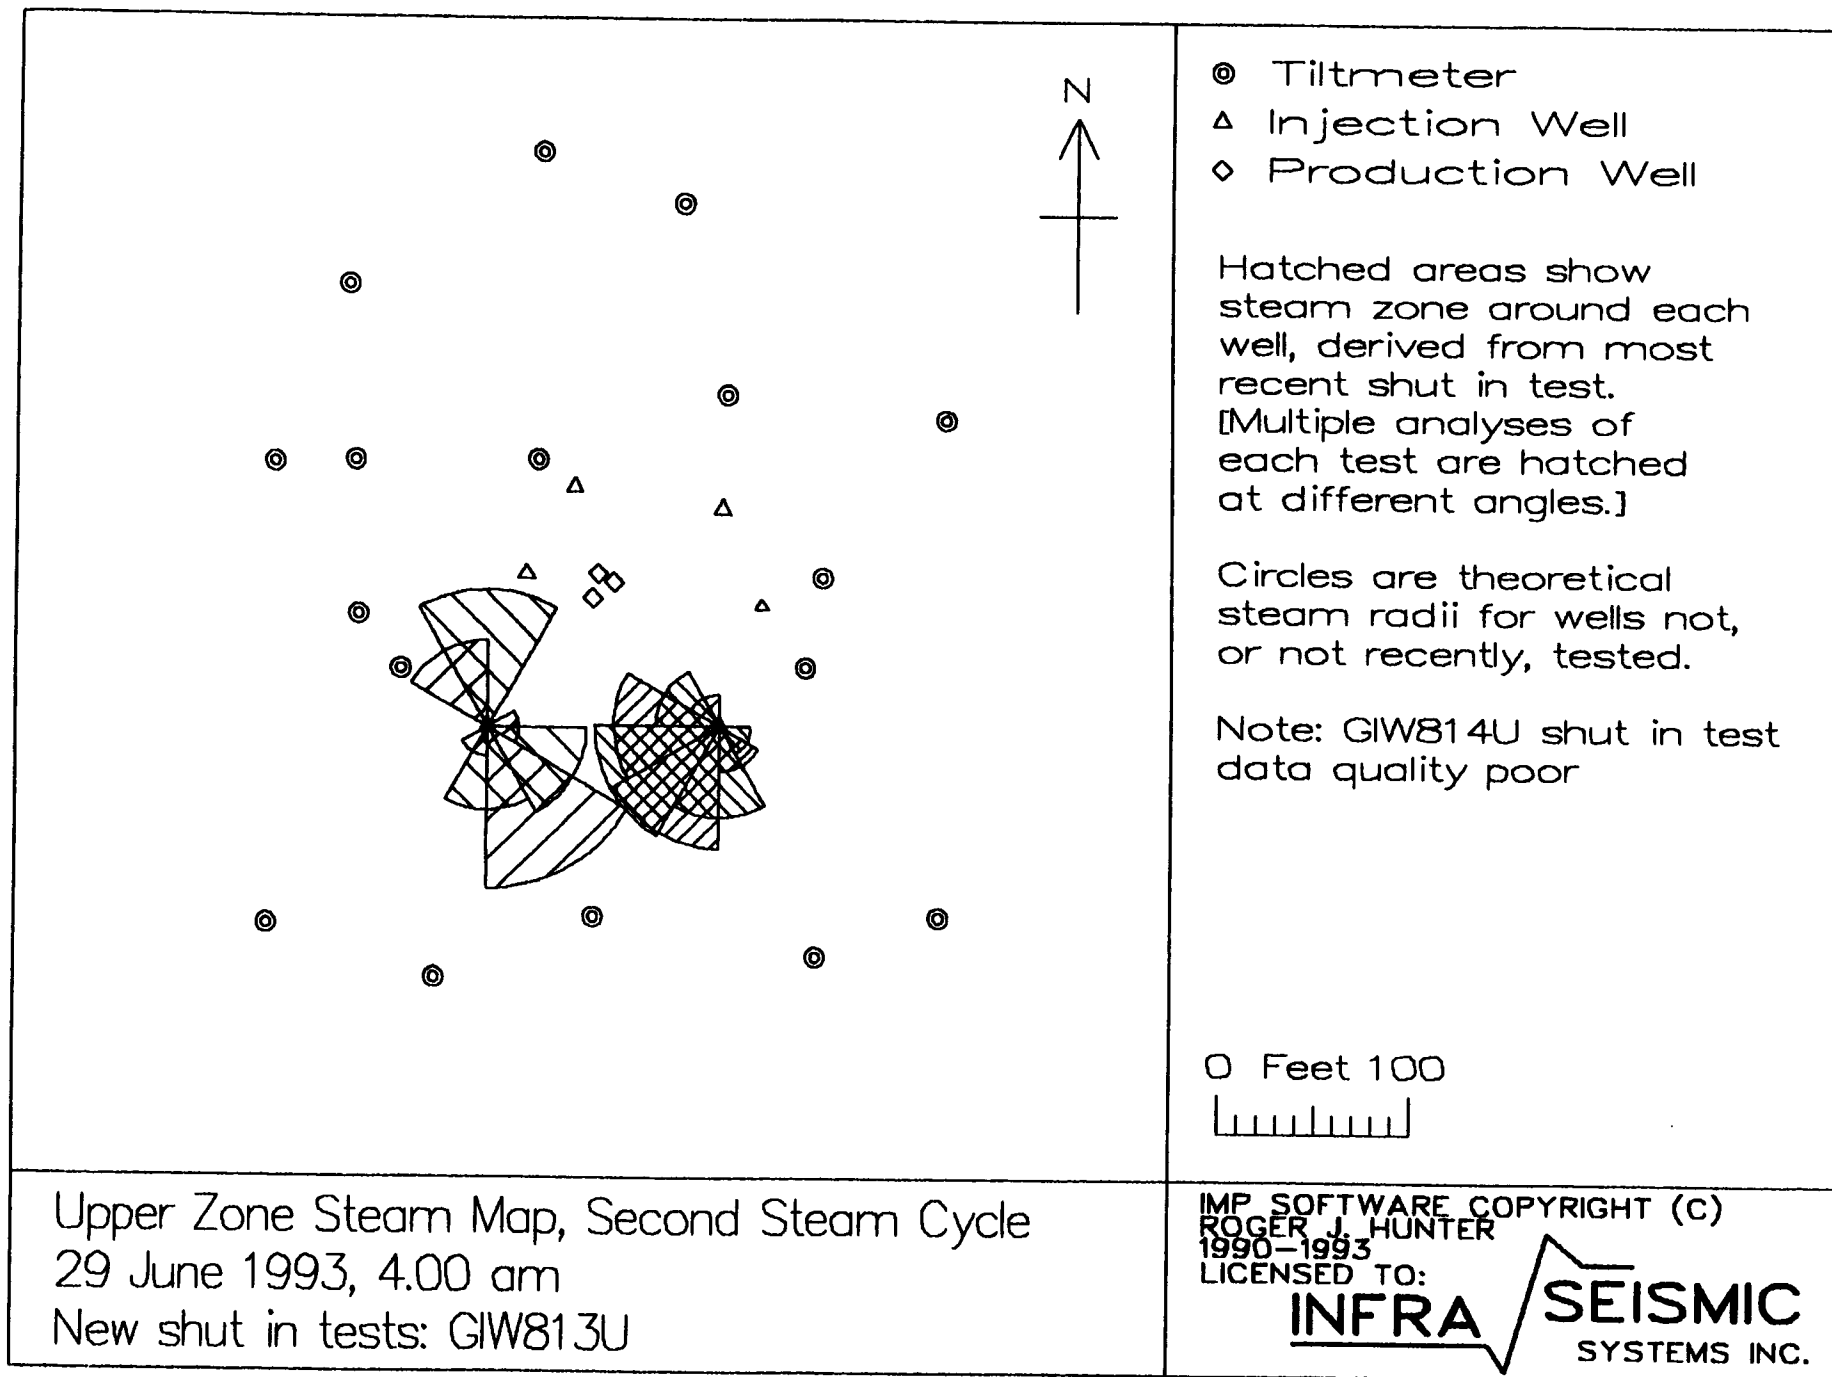 N
Tiltmeter
Injection Well
Production Well
Hatched areas show
steam zone around each
well, derived from most
recent shut in test.
[Multiple analyses of
each test are hatched
at different angles.]
Circles are theoretical
steam radii for wells not,
or not recently, tested.
Note: GIW814U shut in test
data quality poor
0 Feet 100
Upper Zone Steam Map, Second Steam Cycle
29 June 1993, 4.00 am
New shut in tests: GIW813U
IMP SOFTWARE COPYRIGHT (C)
ROGER J. HUNTER
1990-1993
LICENSED TO:
INFRA SEISMIC
SYSTEMS INC.